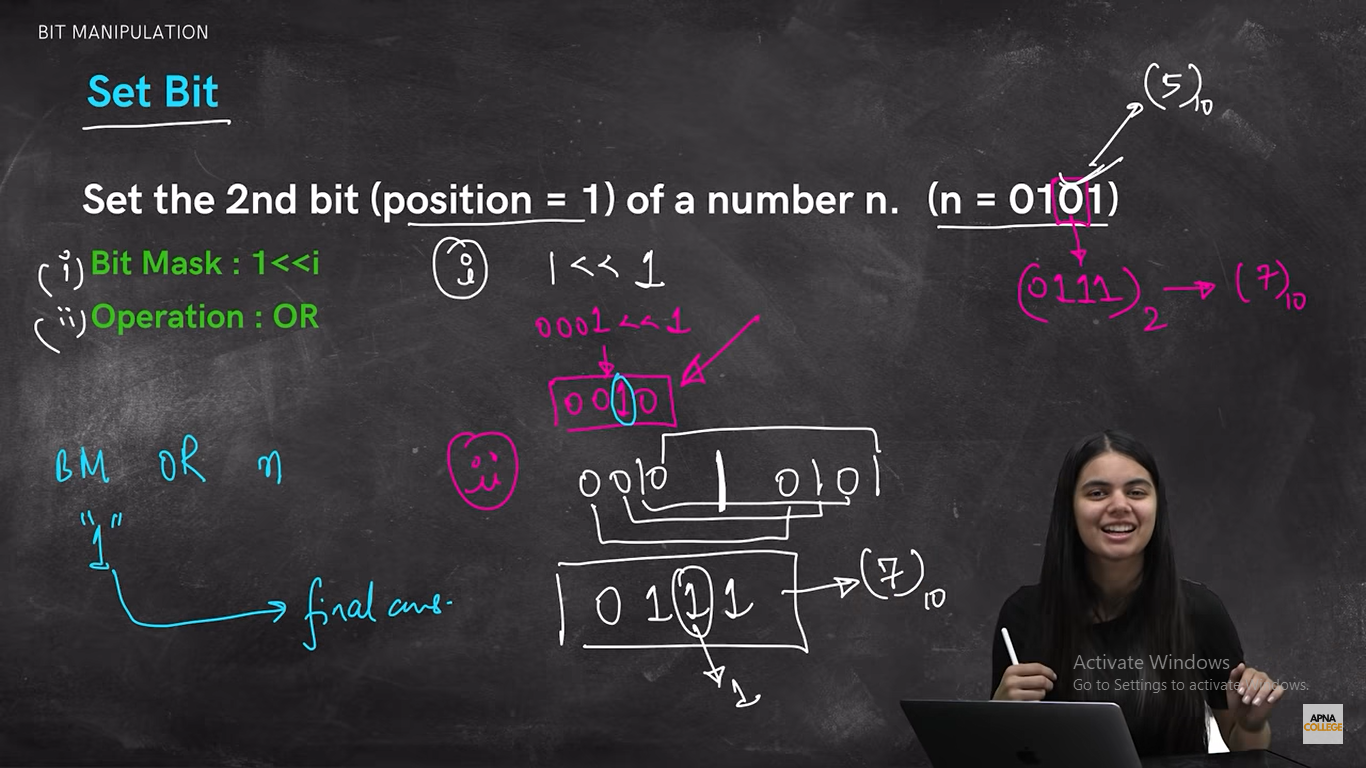 BIT MANIPULATION
Set Bit
(5)10
Set the 2nd bit (position = 1) of a number n. (n = 0101)
(i) Bit Mask : 1<<i
(i) 1 << 1
(0111)2 → (7)10
(ii) Operation : OR
0001 << 1
0010
BM OR n
(ii) 0010 | 0101
"1"
final ans.
0111 → (7)10
1
Activate Windows
Go to Settings to activate Windows.
APNA
COLLEGE